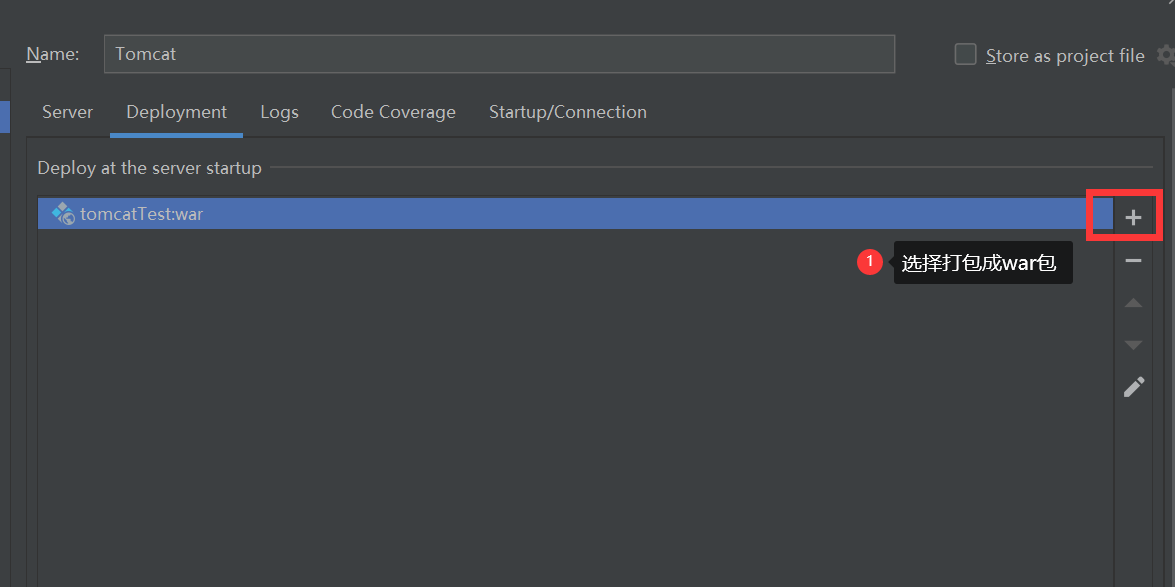 Name: Tomcat Store as project file
Server Deployment Logs Code Coverage Startup/Connection
Deploy at the server startup
tomcatTest:war
1 选择打包成war包